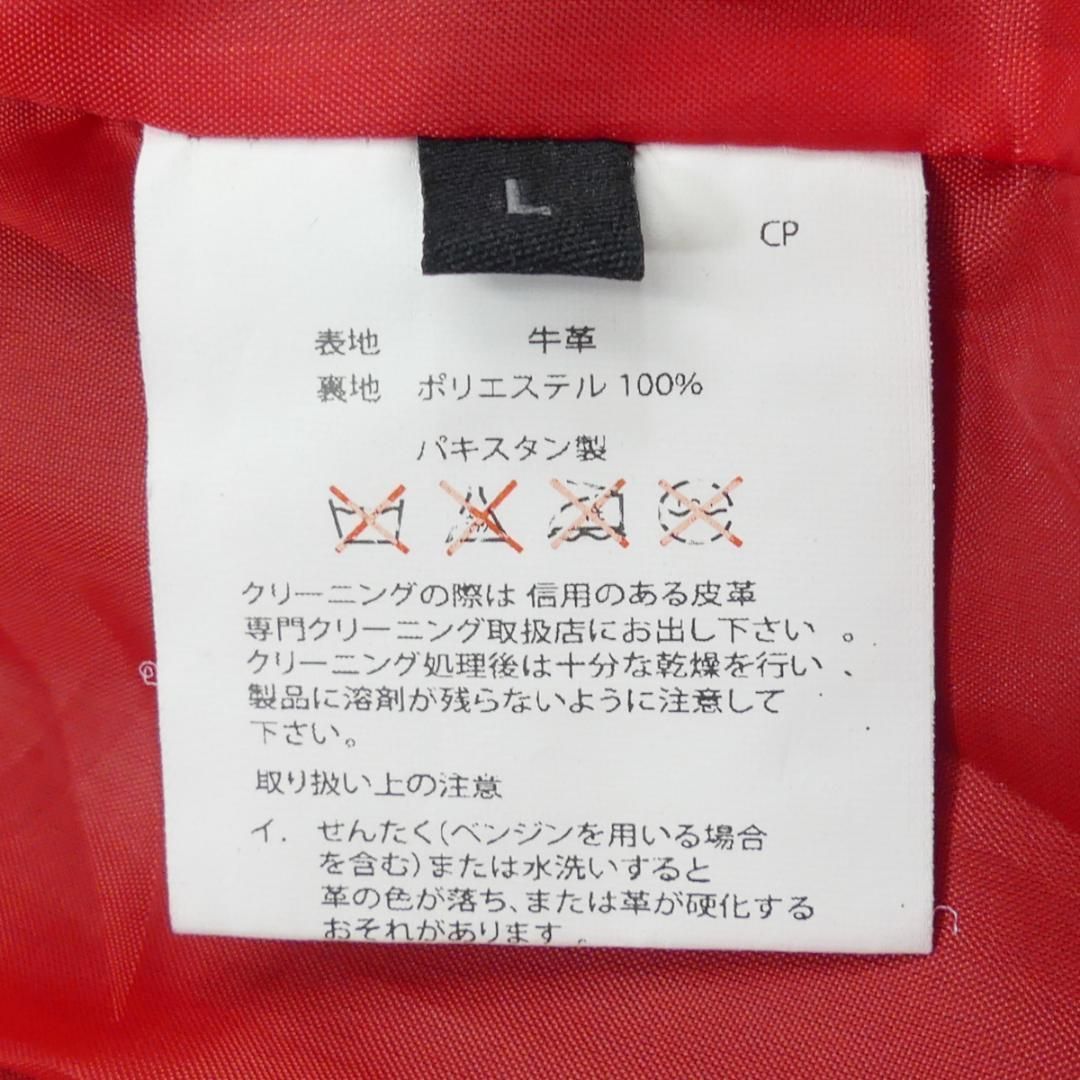 L
CP
表地 牛革
裏地 ポリエステル 100%
パキスタン製
クリーニングの際は 信用のある皮革
専門クリーニング取扱店にお出し下さい 。
クリーニング処理後は十分な乾燥を行い 、
製品に溶剤が残らないように注意して
下さい。
取り扱い上の注意
イ. せんたく(ベンジンを用いる場合
を含む)または水洗いすると
革の色が落ち、または革が硬化する
おそれがあります 。